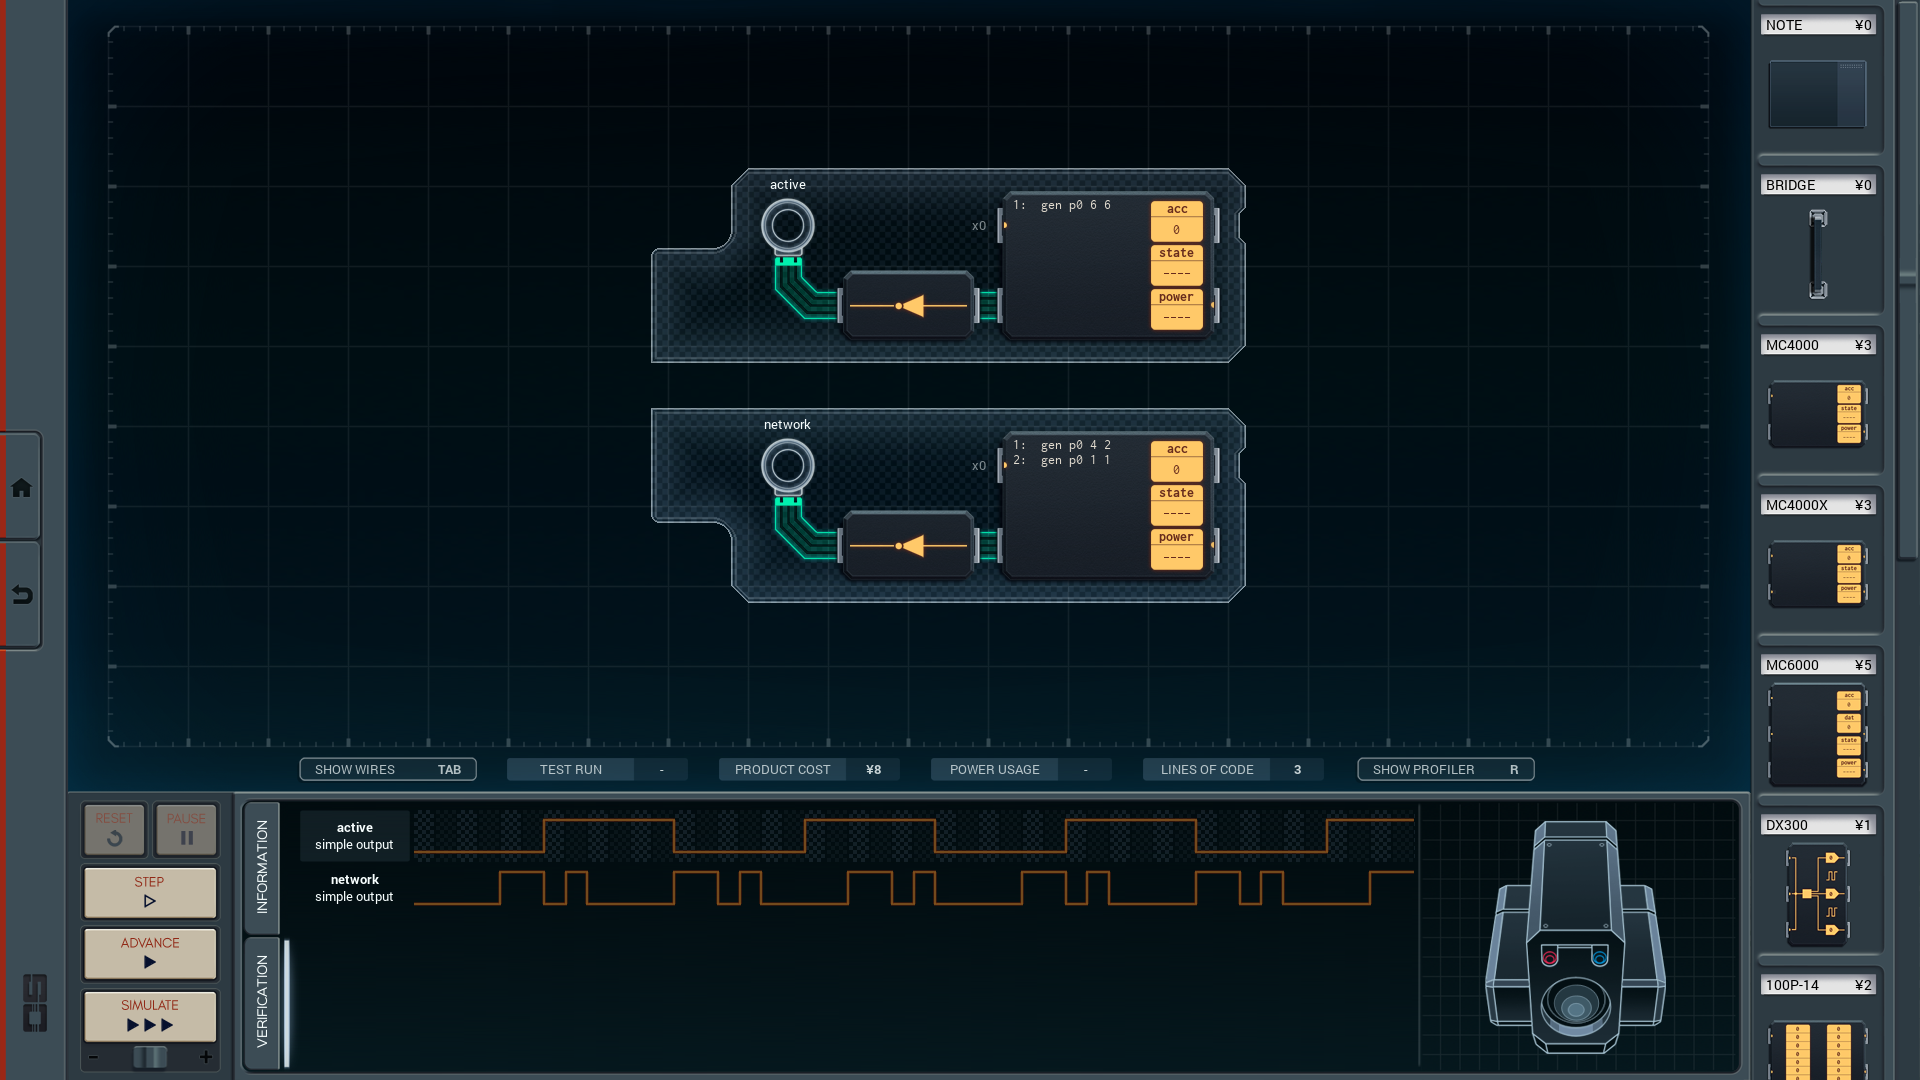 NOTE ¥0
BRIDGE ¥0
MC4000 ¥3
MC4000X ¥3
MC6000 ¥5
DX300 ¥1
100P-14 ¥2
active
x0
1: gen p0 6 6
acc
0
state
----
power
----
network
x0
1: gen p0 4 2
2: gen p0 1 1
acc
0
state
----
power
----
SHOW WIRES TAB
TEST RUN -
PRODUCT COST ¥8
POWER USAGE -
LINES OF CODE 3
SHOW PROFILER R
RESET
PAUSE
STEP
ADVANCE
SIMULATE
- +
INFORMATION
VERIFICATION
active
simple output
network
simple output